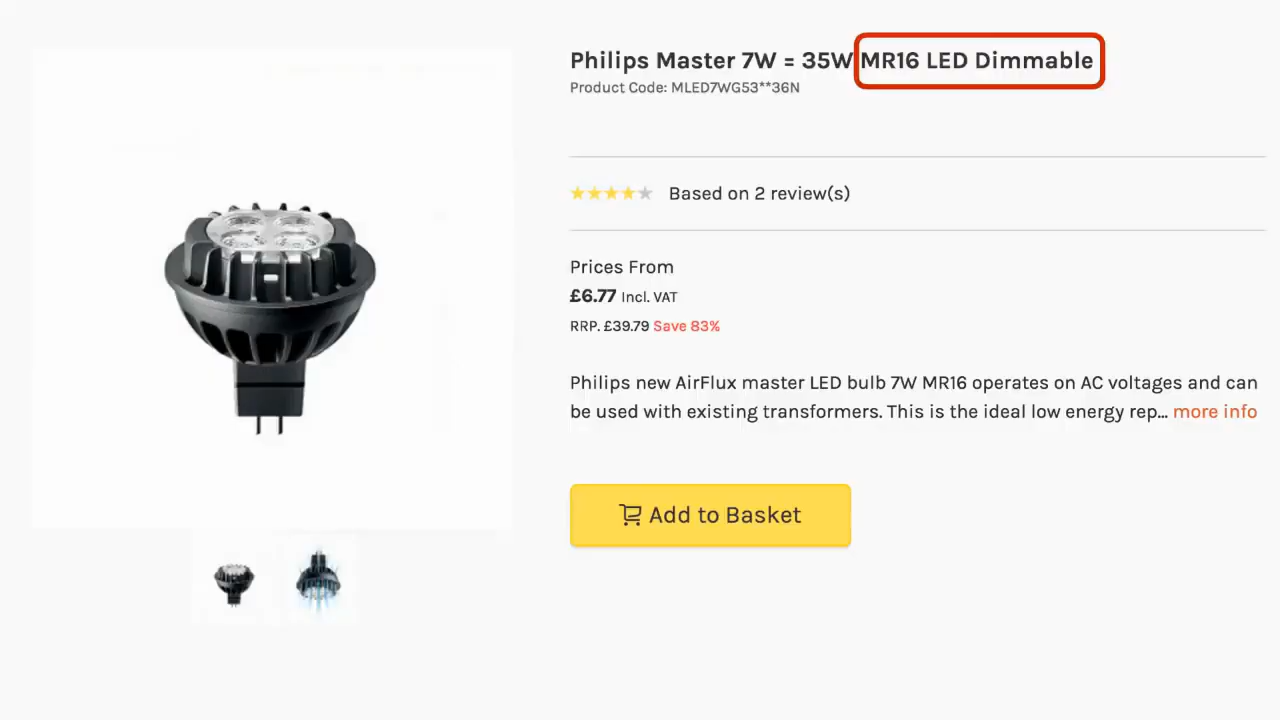 Philips Master 7W = 35W MR16 LED Dimmable
Product Code: MLED7WG53**36N
Based on 2 review(s)
Prices From
£6.77 Incl. VAT
RRP. £39.79 Save 83%
Philips new AirFlux master LED bulb 7W MR16 operates on AC voltages and can
be used with existing transformers. This is the ideal low energy rep... more info
Add to Basket